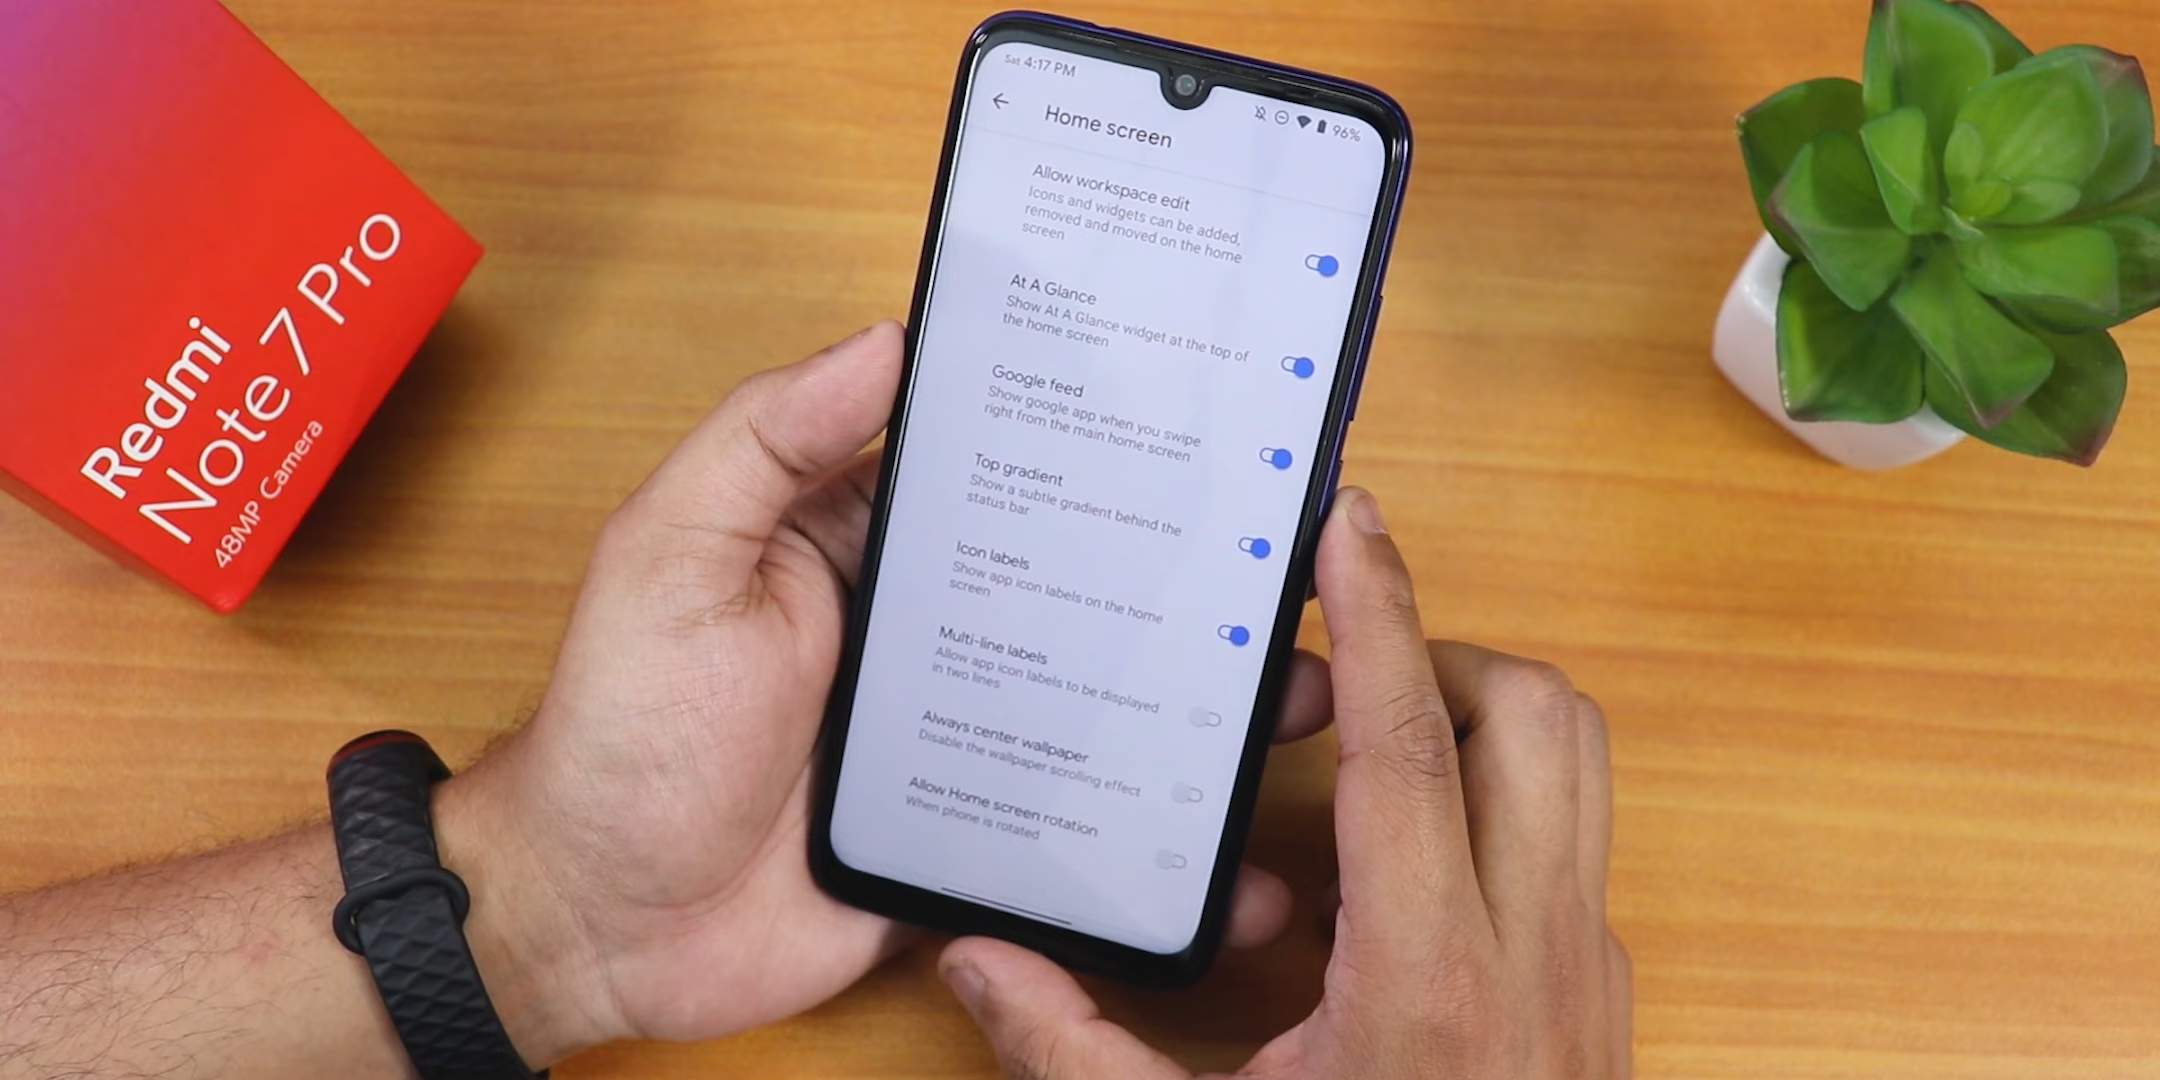 Redmi
Note 7 Pro
48MP Camera
Sat 4:17 PM
96%
Home screen
Allow workspace edit
Icons and widgets can be added,
removed and moved on the home
screen
At A Glance
Show At A Glance widget at the top of
the home screen
Google feed
Show google app when you swipe
right from the main home screen
Top gradient
Show a subtle gradient behind the
status bar
Icon labels
Show app icon labels on the home
screen
Multi-line labels
Allow app icon labels to be displayed
in two lines
Always center wallpaper
Disable the wallpaper scrolling effect
Allow Home screen rotation
When phone is rotated